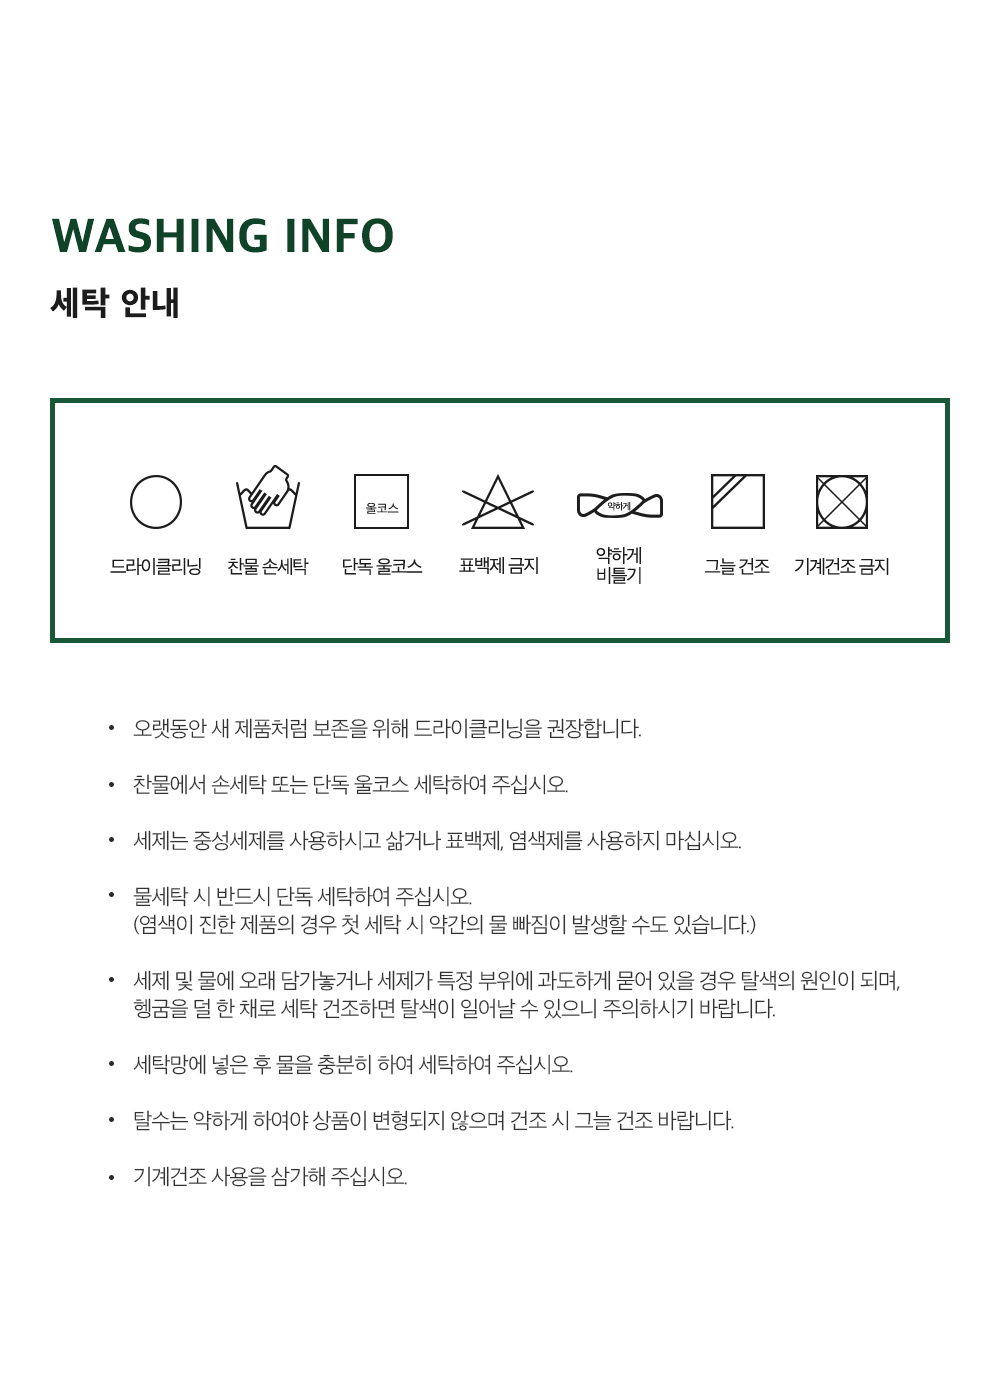 WASHING INFO
세탁 안내
울코스
약하게
드라이클리닝
찬물 손세탁
단독 울코스
표백제 금지
약하게
비틀기
그늘 건조
기계건조 금지
• 오랫동안 새 제품처럼 보존을 위해 드라이클리닝을 권장합니다.
• 찬물에서 손세탁 또는 단독 울코스 세탁하여 주십시오.
• 세제는 중성세제를 사용하시고 삶거나 표백제, 염색제를 사용하지 마십시오.
• 물세탁 시 반드시 단독 세탁하여 주십시오.
(염색이 진한 제품의 경우 첫 세탁 시 약간의 물 빠짐이 발생할 수도 있습니다.)
• 세제 및 물에 오래 담가놓거나 세제가 특정 부위에 과도하게 묻어 있을 경우 탈색의 원인이 되며,
헹굼을 덜 한 채로 세탁 건조하면 탈색이 일어날 수 있으니 주의하시기 바랍니다.
• 세탁망에 넣은 후 물을 충분히 하여 세탁하여 주십시오.
• 탈수는 약하게 하여야 상품이 변형되지 않으며 건조 시 그늘 건조 바랍니다.
• 기계건조 사용을 삼가해 주십시오.